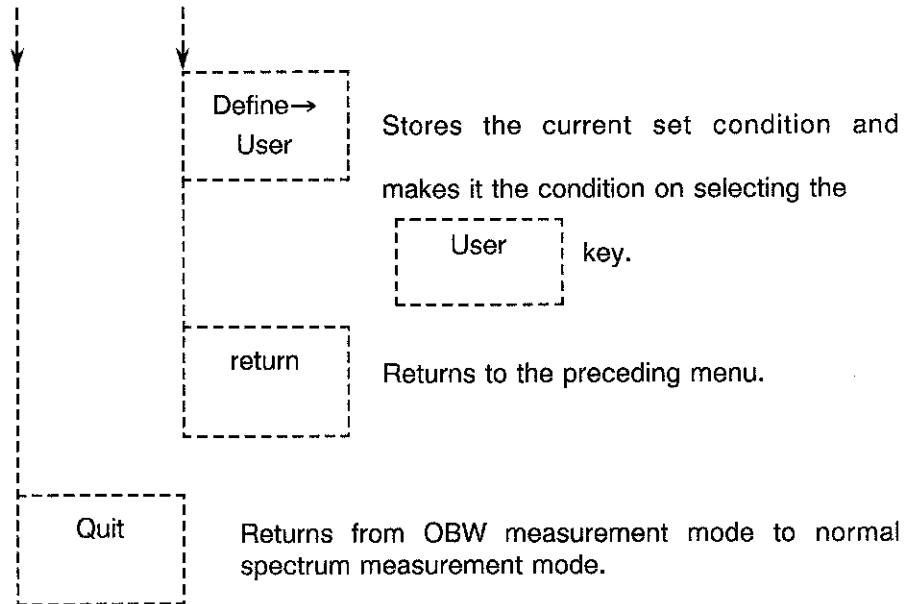 Define→
User
Stores the current set condition and
makes it the condition on selecting the
User key.
return
Returns to the preceding menu.
Quit
Returns from OBW measurement mode to normal
spectrum measurement mode.